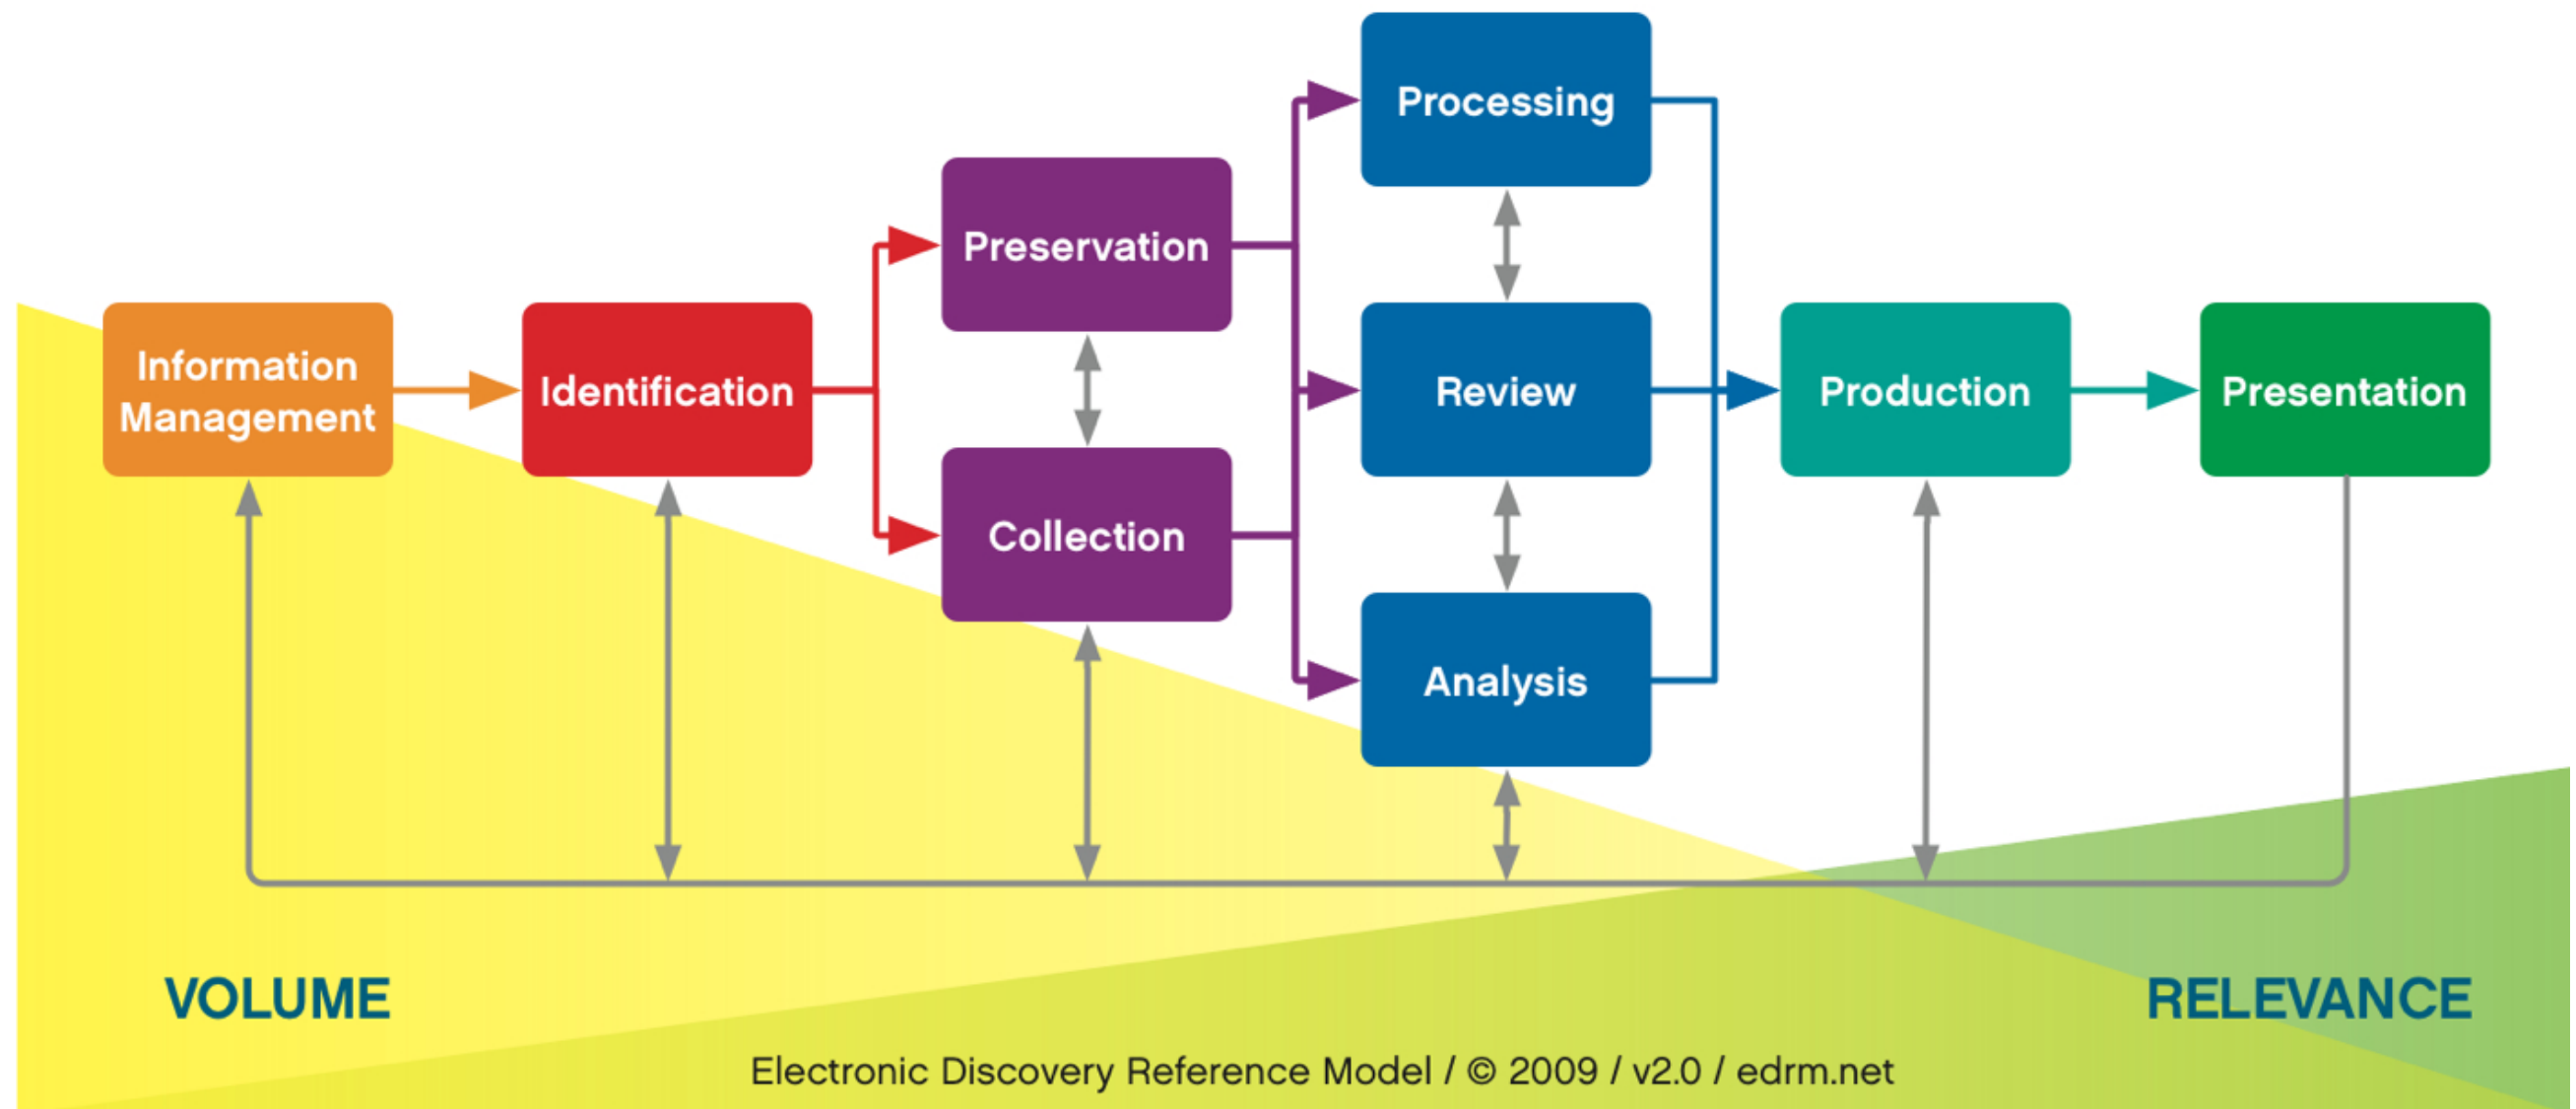 Information
Management
Identification
Preservation
Collection
Processing
Review
Analysis
Production
Presentation
VOLUME
RELEVANCE
Electronic Discovery Reference Model / © 2009 / v2.0 / edrm.net